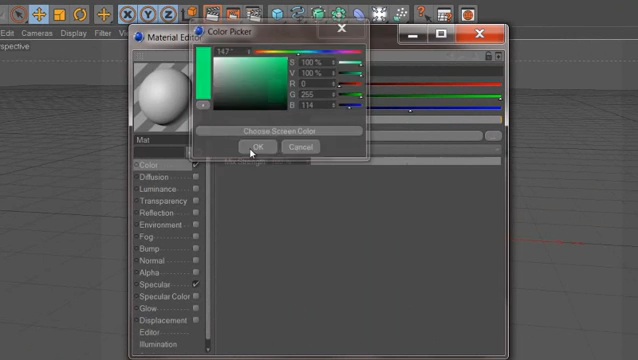 Edit Cameras Display Filter
Perspective
Material Editor
Color Picker
147°
S 100 %
V 100 %
R 0
G 255
B 114
Choose Screen Color
OK Cancel
Mat
Color
Diffusion
Luminance
Transparency
Reflection
Environment
Fog
Bump
Normal
Alpha
Specular
Specular Color
Glow
Displacement
Editor
Illumination